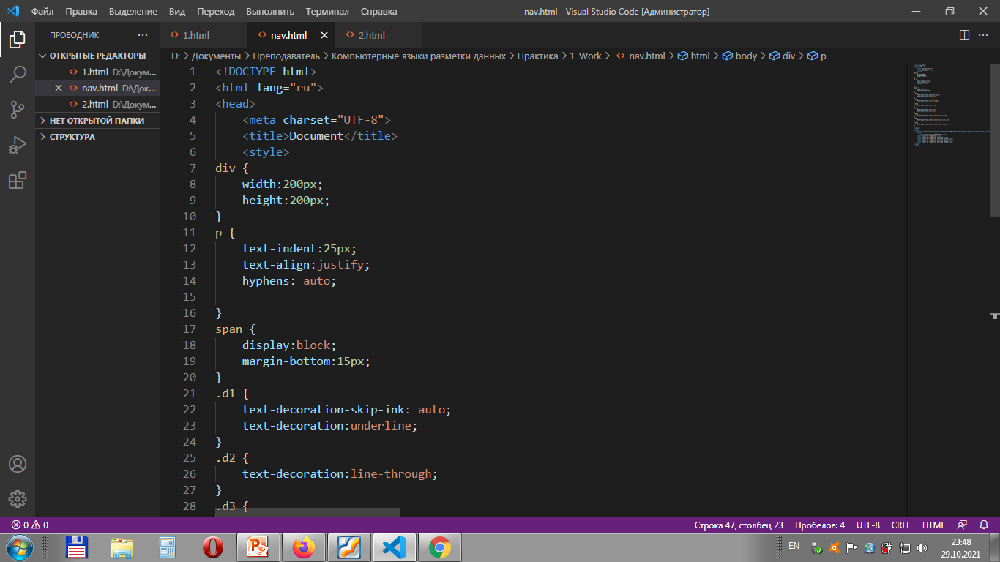 Файл Правка Выделение Вид Переход Выполнить Терминал Справка
nav.html - Visual Studio Code [Администратор]
ПРОВОДНИК
ОТКРЫТЫЕ РЕДАКТОРЫ
1.html D:\Докум...
nav.html D:\Док...
2.html D:\Докум...
НЕТ ОТКРЫТОЙ ПАПКИ
СТРУКТУРА
1.html nav.html 2.html
D: > Документы > Преподаватель > Компьютерные языки разметки данных > Практика > 1-Work > nav.html > html > body > div > p
1 <!DOCTYPE html>
2 <html lang="ru">
3 <head>
4 <meta charset="UTF-8">
5 <title>Document</title>
6 <style>
7 div {
8 width:200px;
9 height:200px;
10 }
11 p {
12 text-indent:25px;
13 text-align:justify;
14 hyphens: auto;
15
16 }
17 span {
18 display:block;
19 margin-bottom:15px;
20 }
21 .d1 {
22 text-decoration-skip-ink: auto;
23 text-decoration:underline;
24 }
25 .d2 {
26 text-decoration:line-through;
27 }
28 .d3 {
0 0
Строка 47, столбец 23 Пробелов: 4 UTF-8 CRLF HTML
EN
23:48
29.10.2021